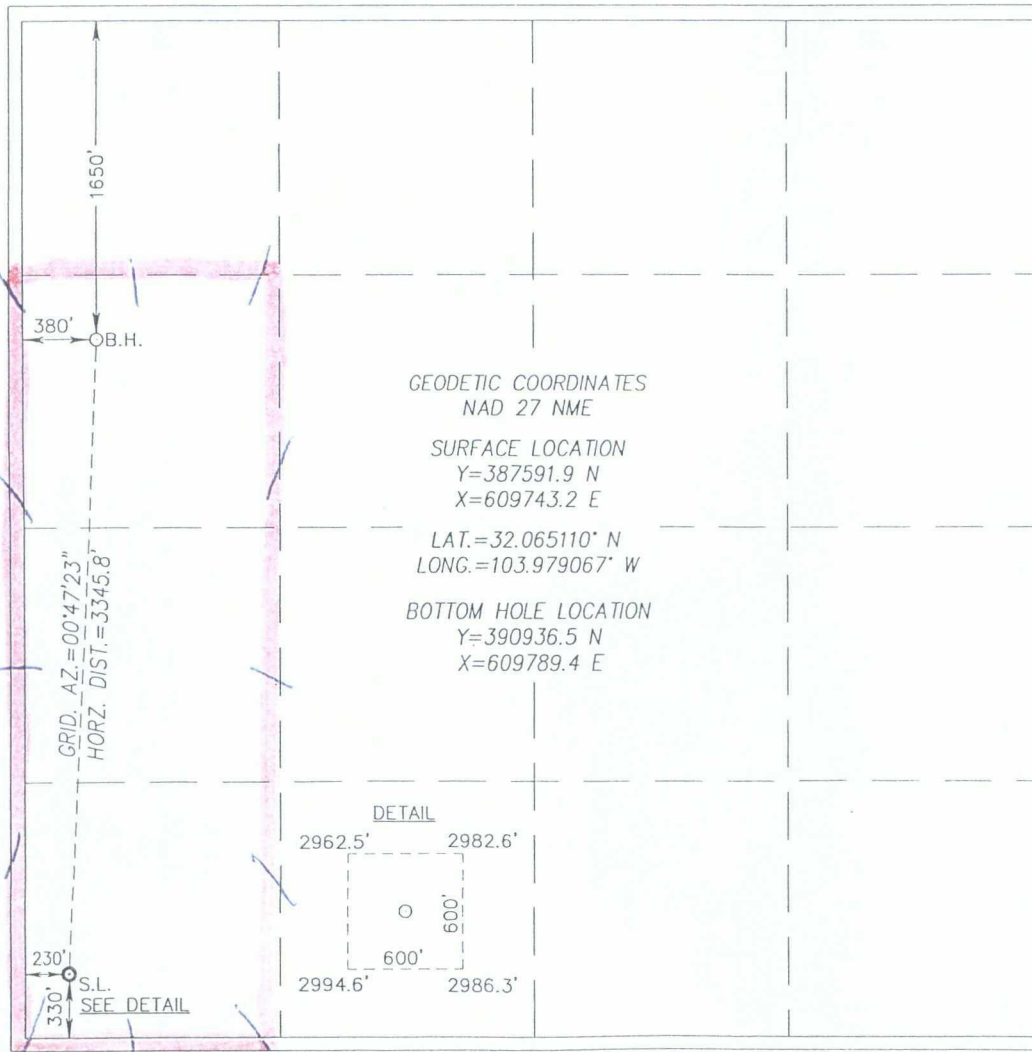 1650'
380'
B.H.
GEODETIC COORDINATES
NAD 27 NME
SURFACE LOCATION
Y=387591.9 N
X=609743.2 E
LAT.=32.065110° N
LONG.=103.979067° W
BOTTOM HOLE LOCATION
Y=390936.5 N
X=609789.4 E
GRID. AZ.=00°47'23"
HORZ. DIST.=3345.8'
DETAIL
2962.5' 2982.6'
600'
600'
2994.6' 2986.3'
230'
S.L.
330'
SEE DETAIL